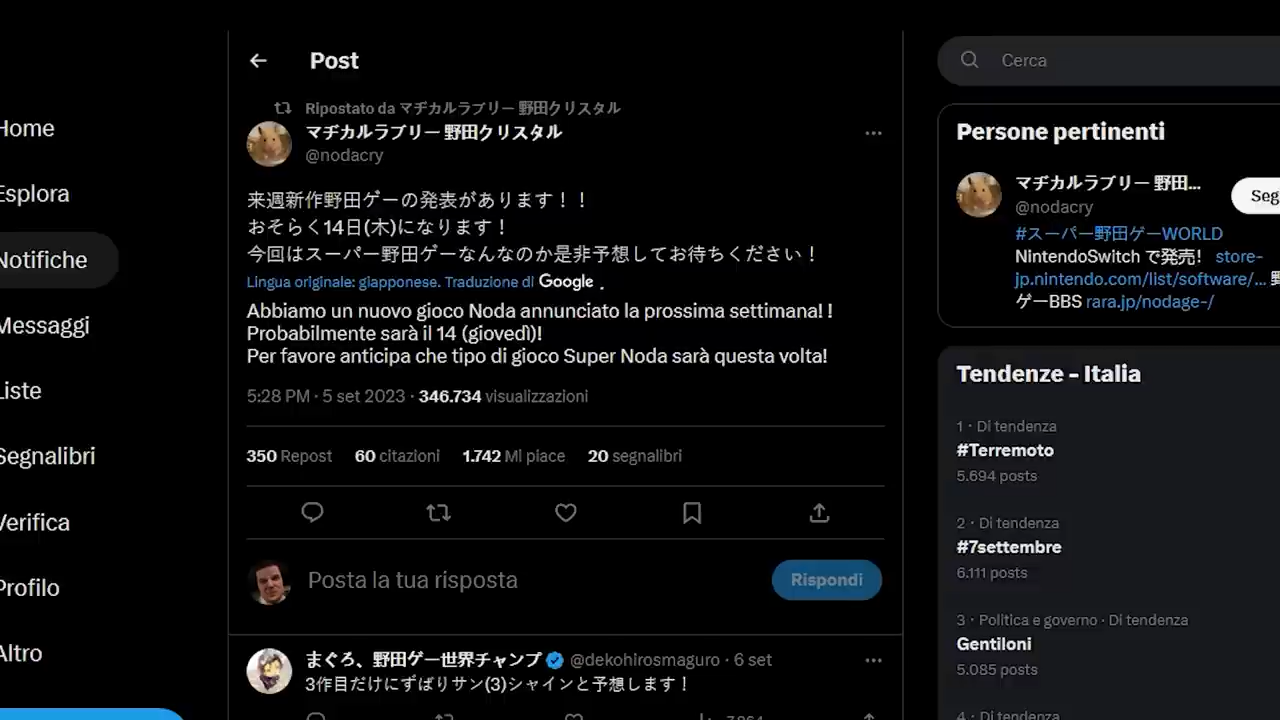 Post
Ripostato da マヂカルラブリー 野田クリスタル
マヂカルラブリー 野田クリスタル
@nodacry
来週新作野田ゲーの発表があります！！
おそらく14日(木)になります！
今回はスーパー野田ゲーなんなのか是非予想してお待ちください！
Lingua originale: giapponese. Traduzione di Google .
Abbiamo un nuovo gioco Noda annunciato la prossima settimana! !
Probabilmente sarà il 14 (giovedì)!
Per favore anticipa che tipo di gioco Super Noda sarà questa volta!
5:28 PM · 5 set 2023 · 346.734 visualizzazioni
350 Repost 60 citazioni 1.742 Mi piace 20 segnalibri
Posta la tua risposta
Rispondi
まぐろ、野田ゲー世界チャンプ @dekohirosmaguro · 6 set
3作目だけにずばりサン(3)シャインと予想します！
Home
Esplora
Notifiche
Messaggi
Liste
Segnalibri
Verifica
Profilo
Altro
Cerca
Persone pertinenti
マヂカルラブリー 野田...
@nodacry
Seg
#スーパー野田ゲーWORLD
NintendoSwitch で発売！ store-
jp.nintendo.com/list/software/... 野
ゲーBBS rara.jp/nodage-/
Tendenze - Italia
1 · Di tendenza
#Terremoto
5.694 posts
2 · Di tendenza
#7settembre
6.111 posts
3 · Politica e governo · Di tendenza
Gentiloni
5.085 posts
4 · Di tendenza